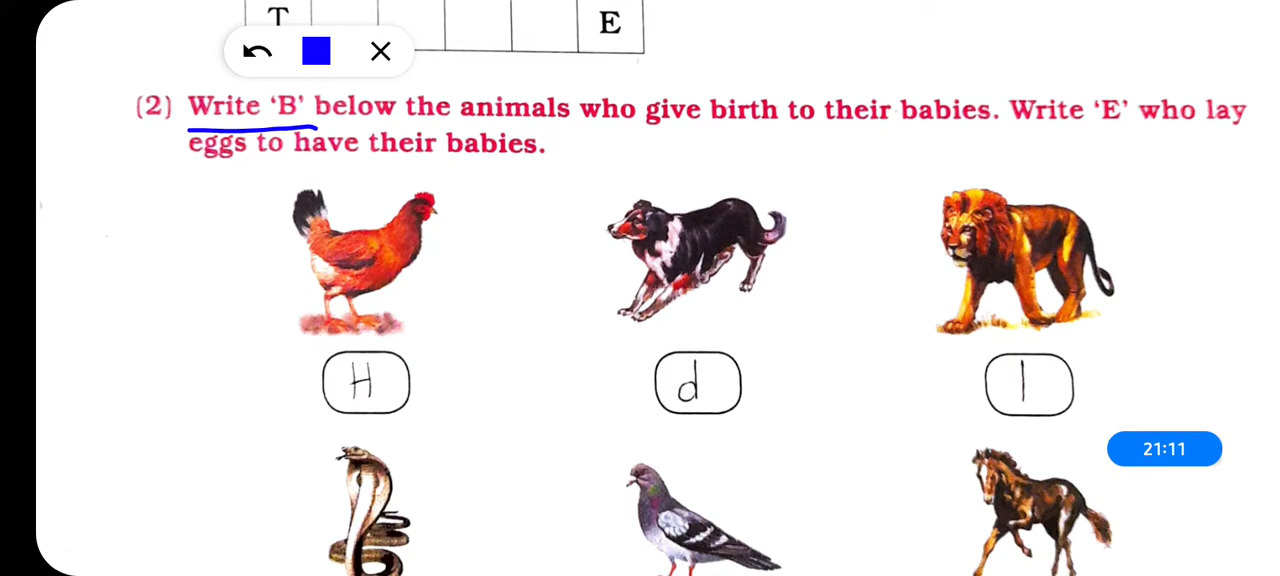 T E
(2) Write ‘B’ below the animals who give birth to their babies. Write ‘E’ who lay
eggs to have their babies.
H d l
21:11